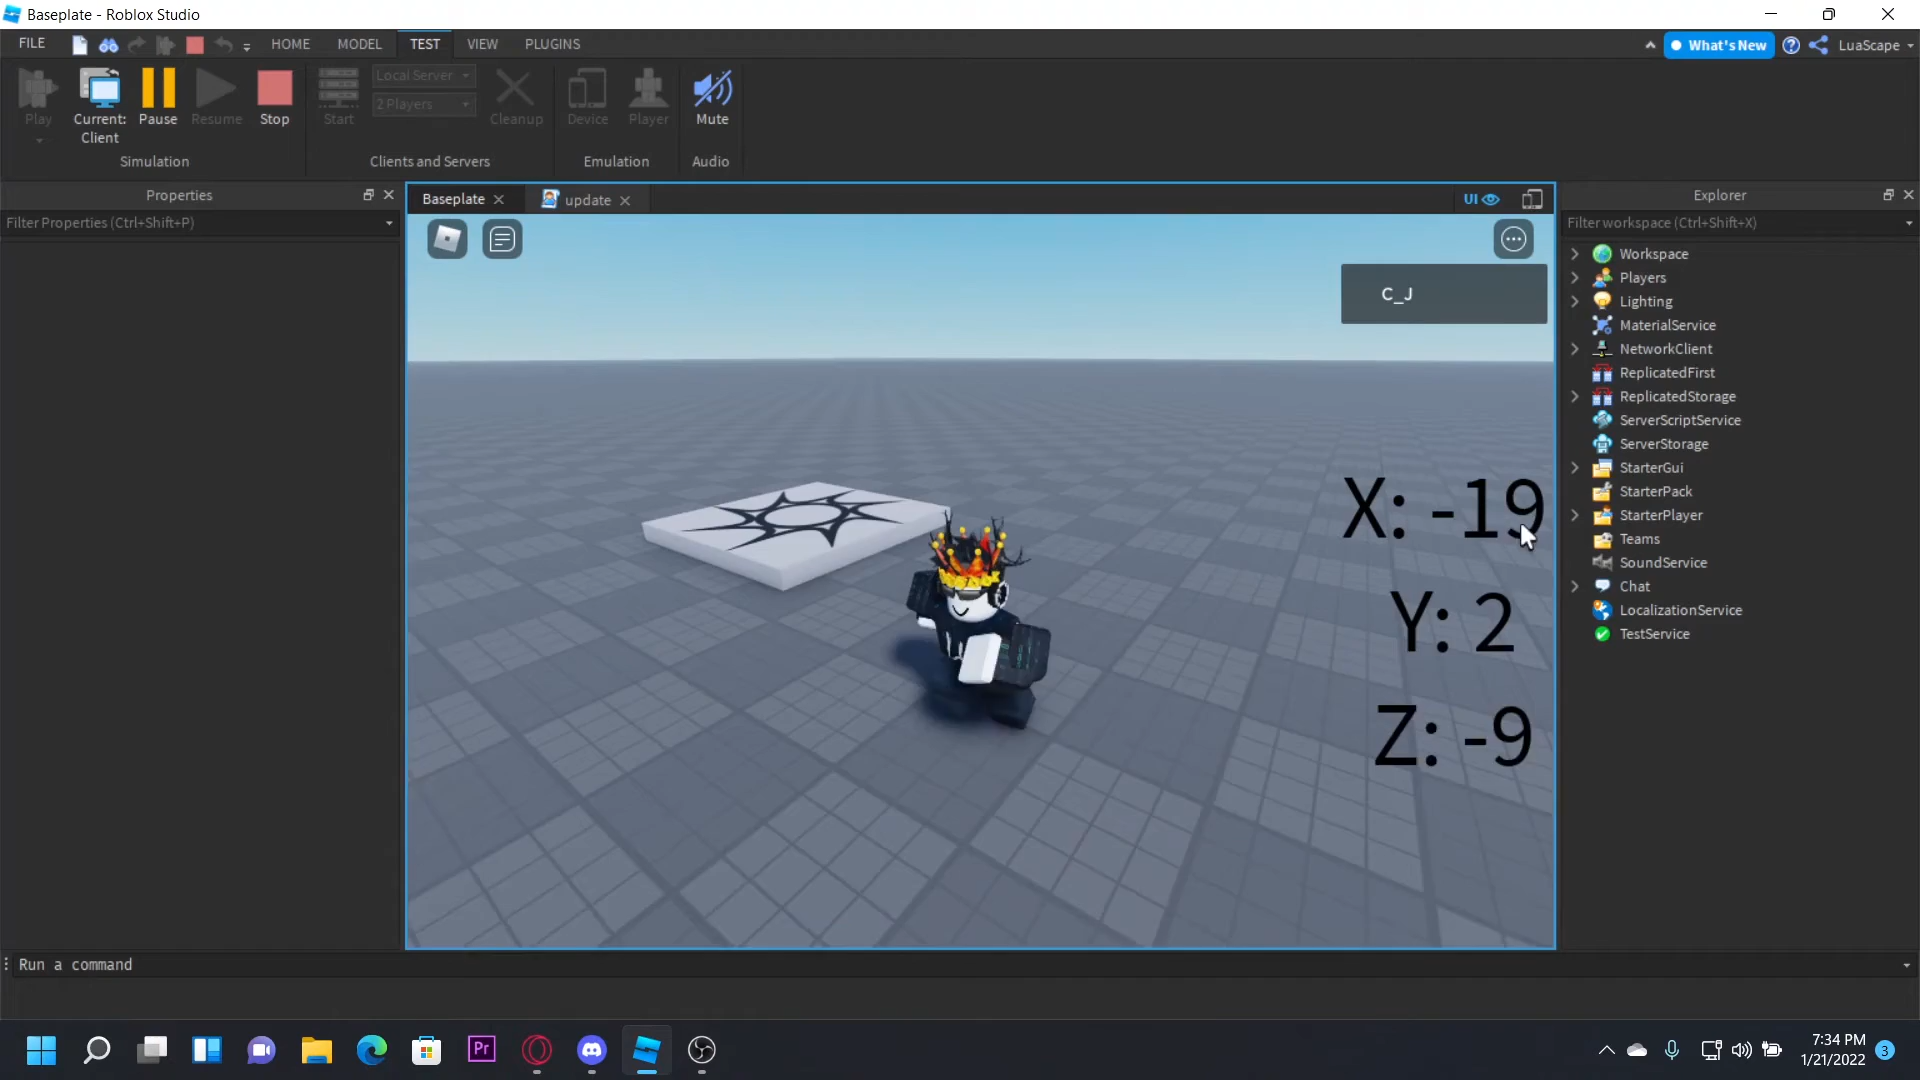 Baseplate - Roblox Studio
FILE HOME MODEL TEST VIEW PLUGINS What's New LuaScape
Play
Current:
Client
Pause
Resume
Stop
Simulation
Start
Local Server
2 Players
Cleanup
Clients and Servers
Device
Player
Emulation
Mute
Audio
Properties
Filter Properties (Ctrl+Shift+P)
Baseplate
update
UI
C_J
X: -19
Y: 2
Z: -9
Explorer
Filter workspace (Ctrl+Shift+X)
Workspace
Players
Lighting
MaterialService
NetworkClient
ReplicatedFirst
ReplicatedStorage
ServerScriptService
ServerStorage
StarterGui
StarterPack
StarterPlayer
Teams
SoundService
Chat
LocalizationService
TestService
Run a command
Pr
7:34 PM
1/21/2022
3